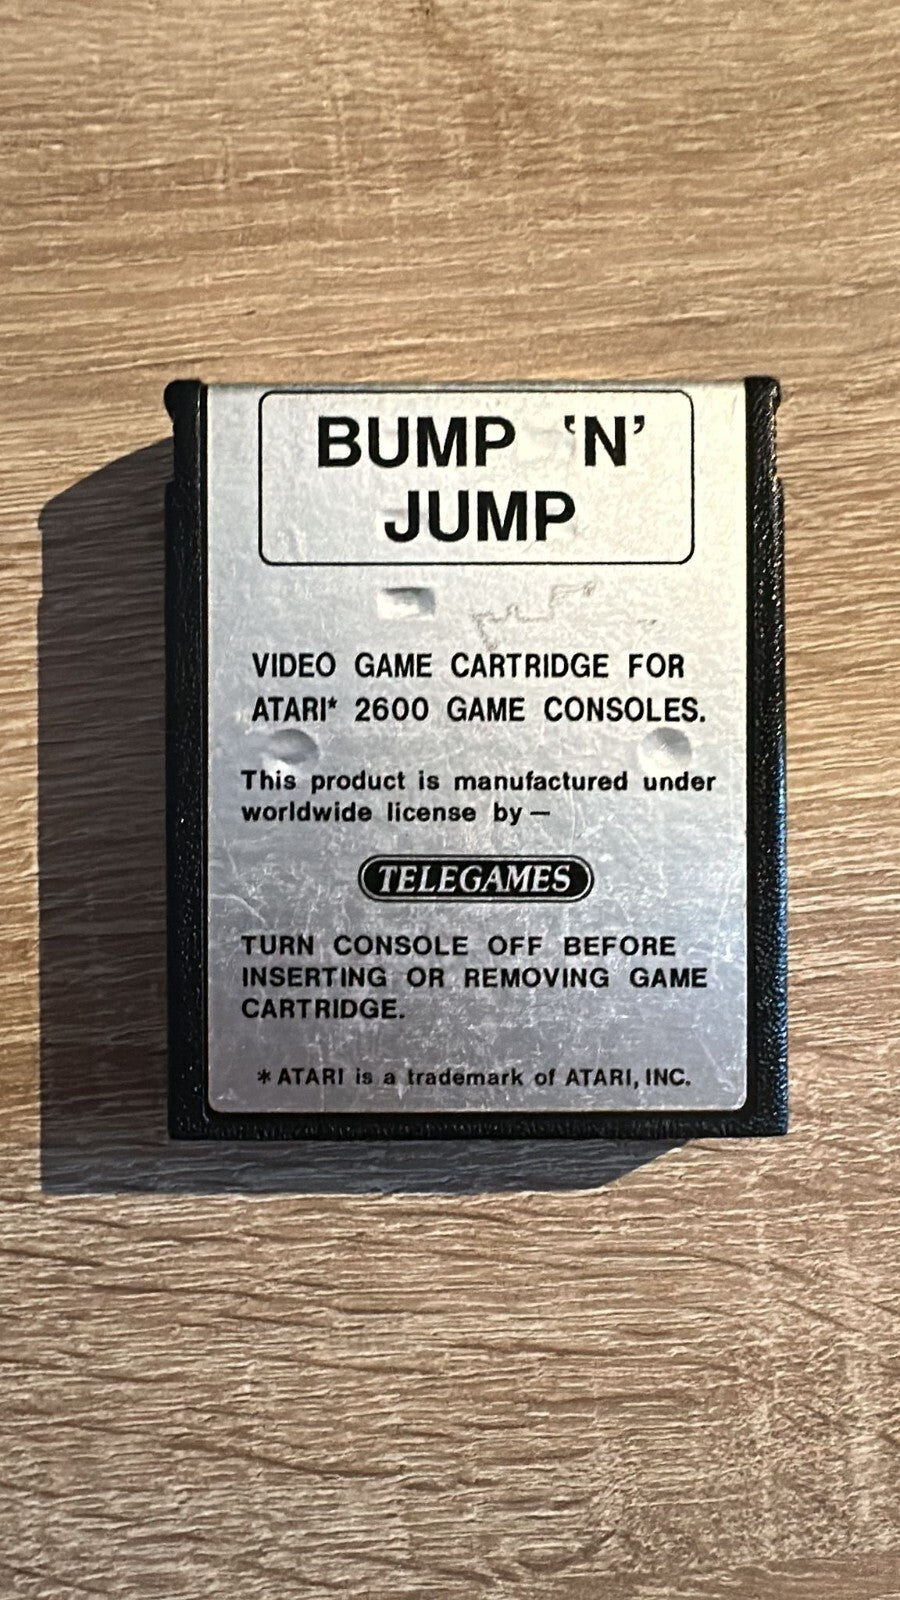 BUMP ‘N’
JUMP
VIDEO GAME CARTRIDGE FOR
ATARI* 2600 GAME CONSOLES.
This product is manufactured under
worldwide license by —
TELEGAMES
TURN CONSOLE OFF BEFORE
INSERTING OR REMOVING GAME
CARTRIDGE.
* ATARI is a trademark of ATARI, INC.